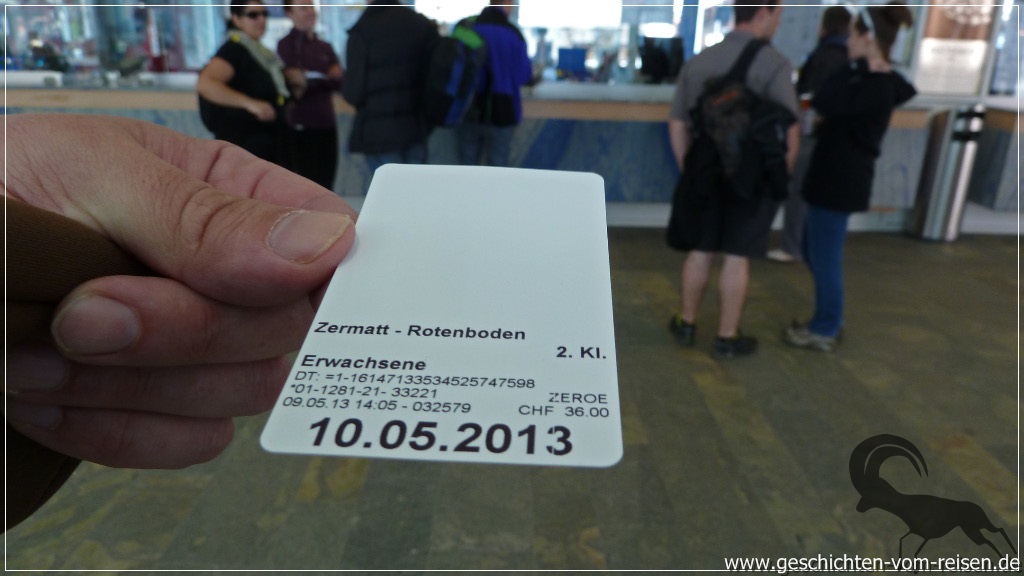 Zermatt - Rotenboden
2. Kl.
Erwachsene
DT: =1-16147133534525747598
*01-1281-21- 33221 ZEROE
09.05.13 14:05 - 032579 CHF 36.00
10.05.2013
www.geschichten-vom-reisen.de